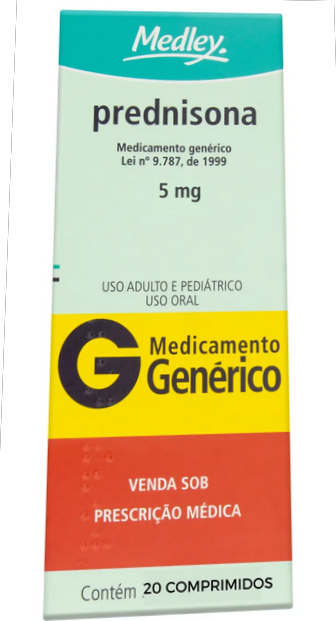 Medley.
prednisona
Medicamento genérico
Lei nº 9.787, de 1999
5 mg
USO ADULTO E PEDIÁTRICO
USO ORAL
G Medicamento
Genérico
VENDA SOB
PRESCRIÇÃO MÉDICA
Contém 20 COMPRIMIDOS